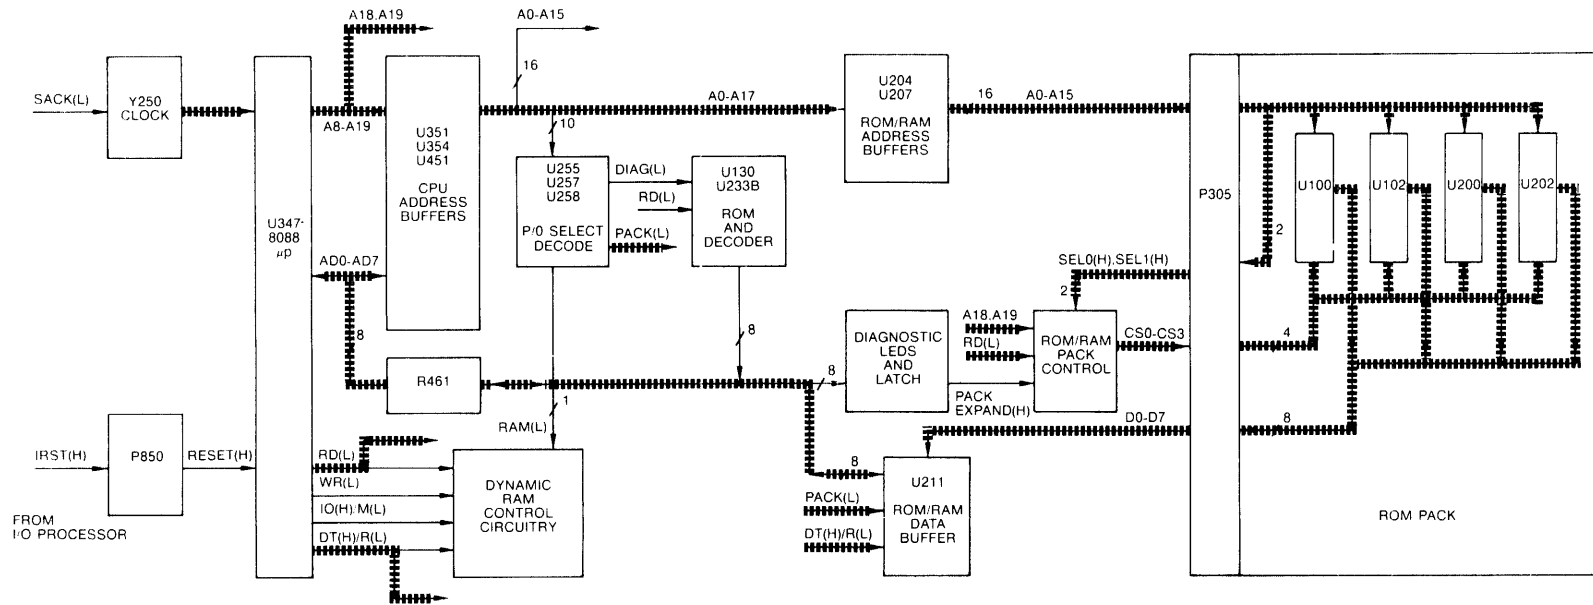 A18.A19
A0-A15
16
SACK(L)
Y250
CLOCK
A8-A19
U351
U354
U451
CPU
ADDRESS
BUFFERS
10
A0-A17
U204
U207
ROM/RAM
ADDRESS
BUFFERS
16 A0-A15
U255
U257
U258
P/0 SELECT
DECODE
DIAG(L)
RD(L)
PACK(L)
U130
U233B
ROM
AND
DECODER
U347-
8088
µp
AD0-AD7
8
R461
8
P305
U100
U102
U200
U202
2
SEL0(H).SEL1(H)
2
A18.A19
RD(L)
ROM/RAM
PACK
CONTROL
CS0-CS3
4
DIAGNOSTIC
LEDS
AND
LATCH
8
PACK
EXPAND(H)
D0-D7
8
1
RAM(L)
IRST(H)
P850
RESET(H)
FROM
I/O PROCESSOR
RD(L)
WR(L)
IO(H)/M(L)
DT(H)/R(L)
DYNAMIC
RAM
CONTROL
CIRCUITRY
8
PACK(L)
DT(H)/R(L)
U211
ROM/RAM
DATA
BUFFER
ROM PACK